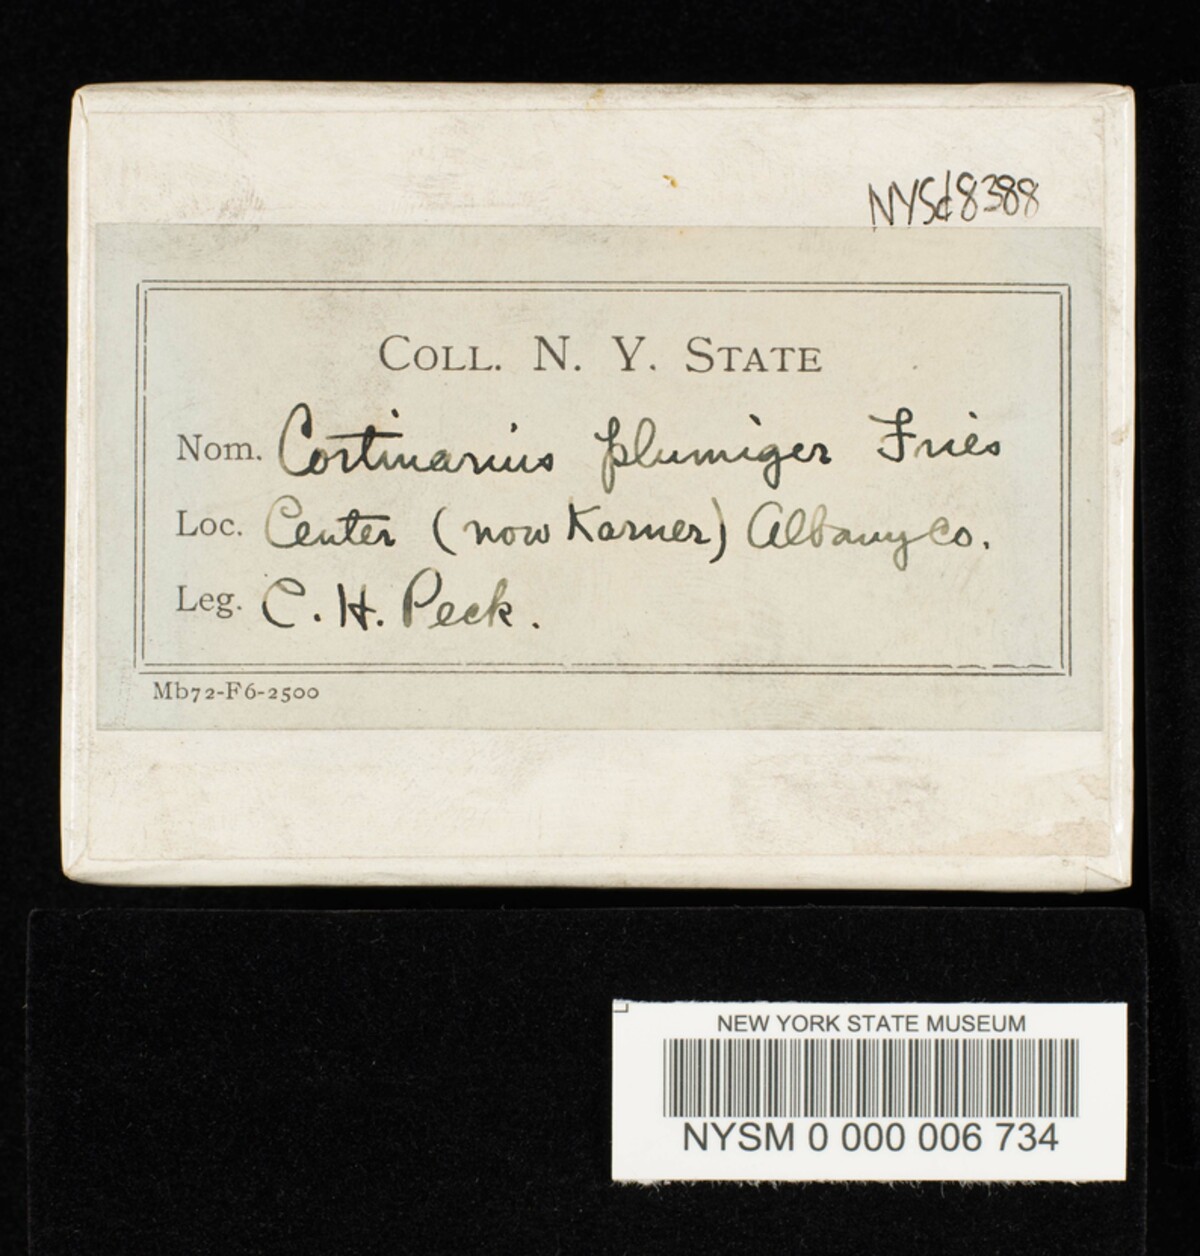 NYSd8388
COLL. N. Y. STATE
Nom. Cortinarius plumiger Fries
Loc. Center (now Karner) Albany Co.
Leg. C. H. Peck.
Mb72-F6-2500
NEW YORK STATE MUSEUM
NYSM 0 000 006 734